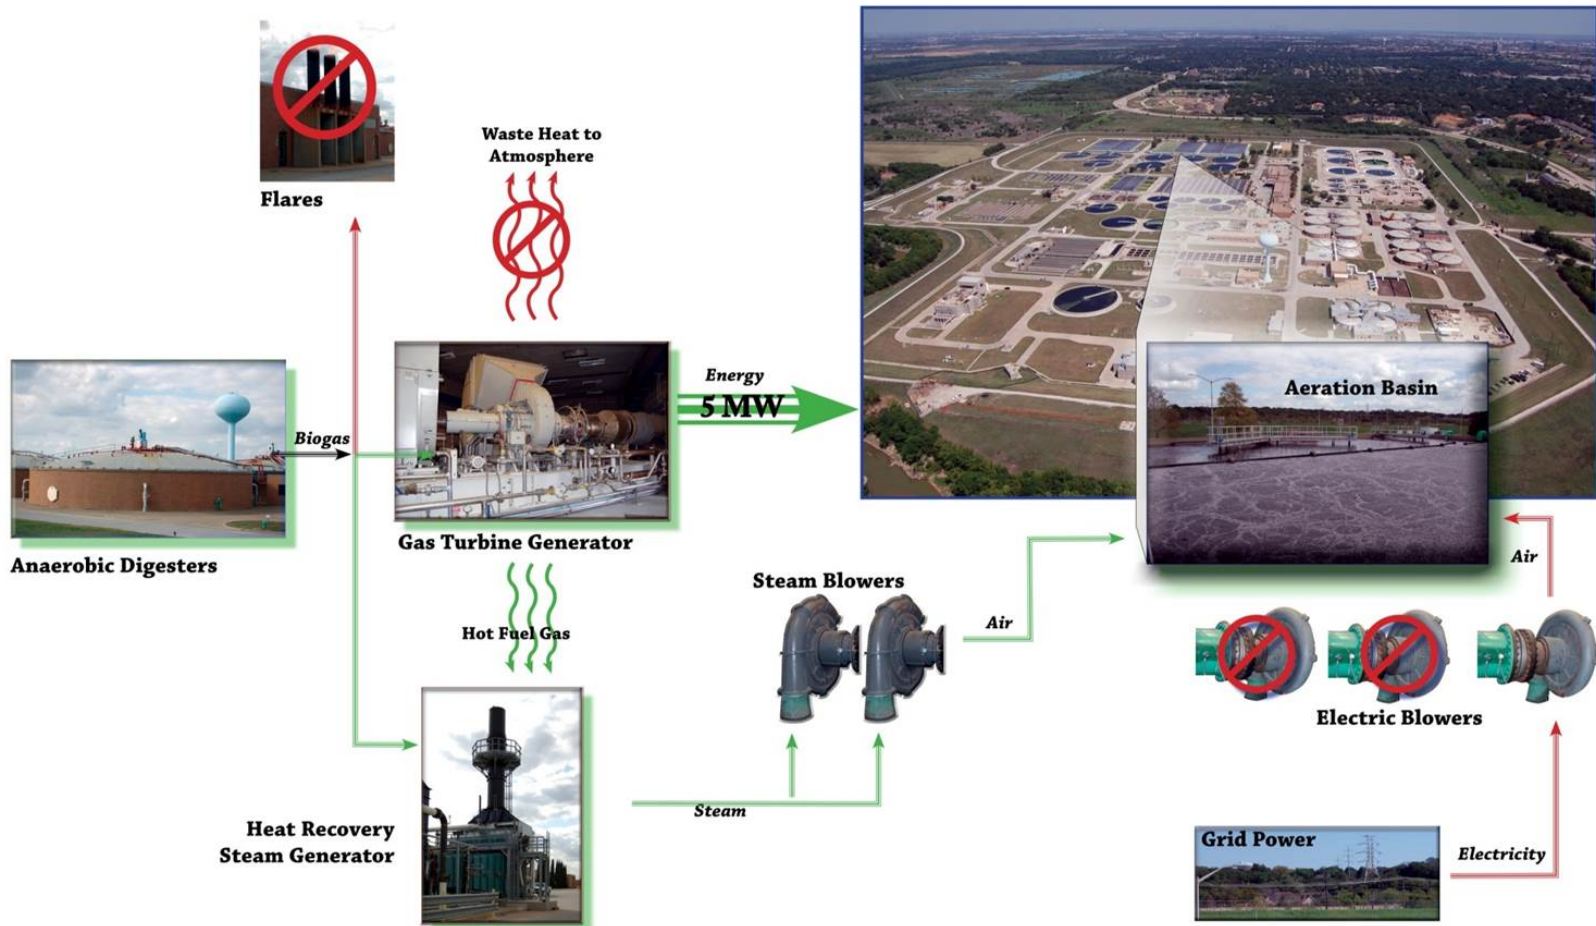 Flares
Waste Heat to
Atmosphere
Biogas
Anaerobic Digesters
Gas Turbine Generator
Energy
5 MW
Aeration Basin
Hot Fuel Gas
Heat Recovery
Steam Generator
Steam
Steam Blowers
Air
Air
Electric Blowers
Grid Power
Electricity